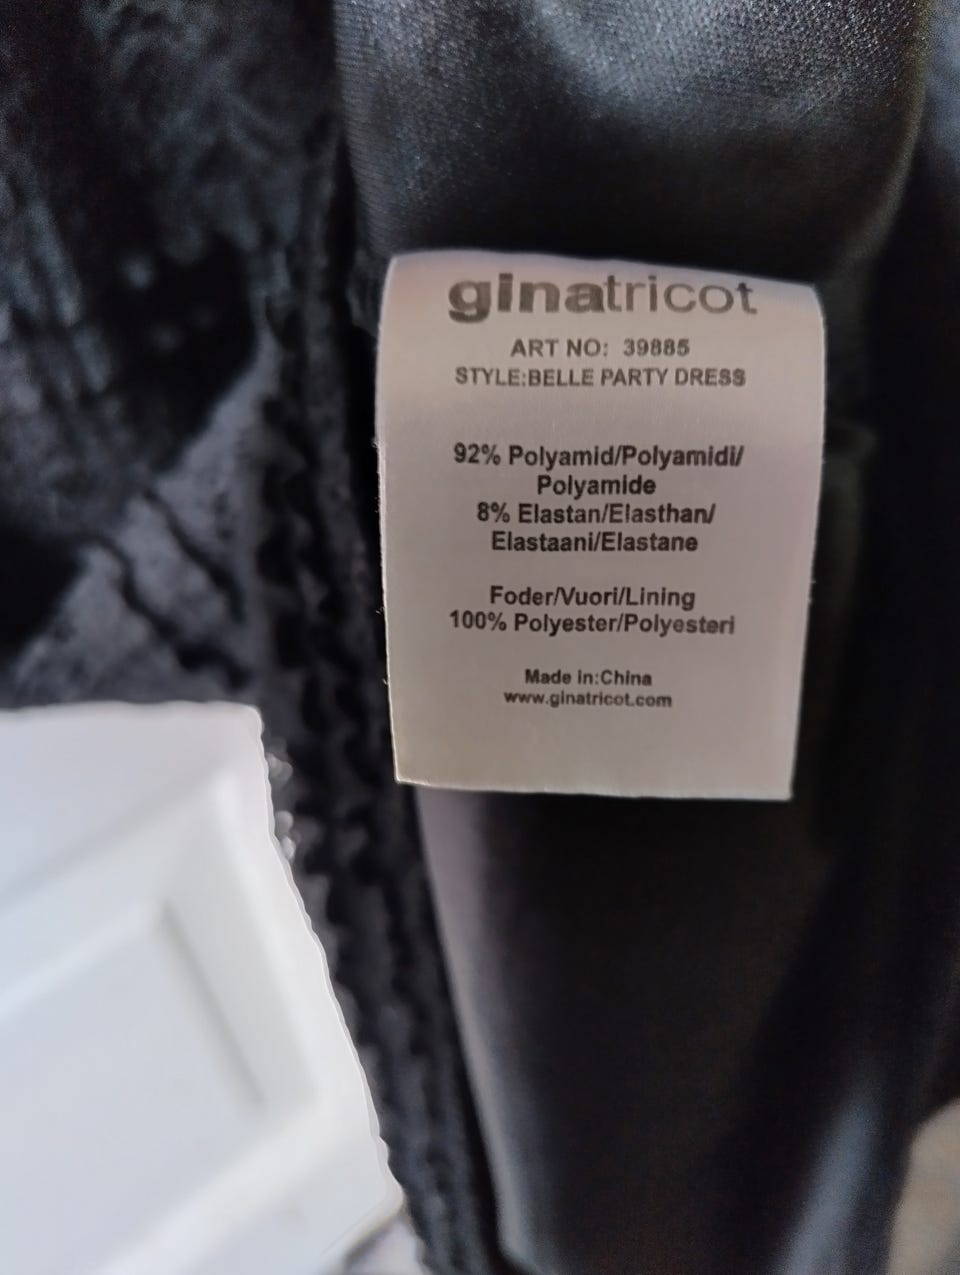 ginatricot
ART NO: 39885
STYLE:BELLE PARTY DRESS
92% Polyamid/Polyamidi/
Polyamide
8% Elastan/Elasthan/
Elastaani/Elastane
Foder/Vuori/Lining
100% Polyester/Polyesteri
Made in:China
www.ginatricot.com